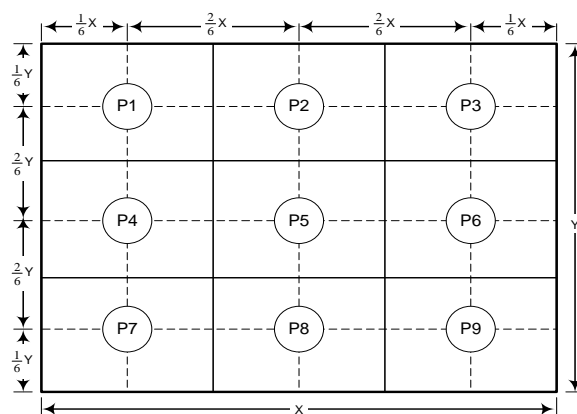 1/6 X 2/6 X 2/6 X 1/6 X
1/6 Y
P1 P2 P3
2/6 Y
P4 P5 P6 Y
2/6 Y
P7 P8 P9
1/6 Y
X